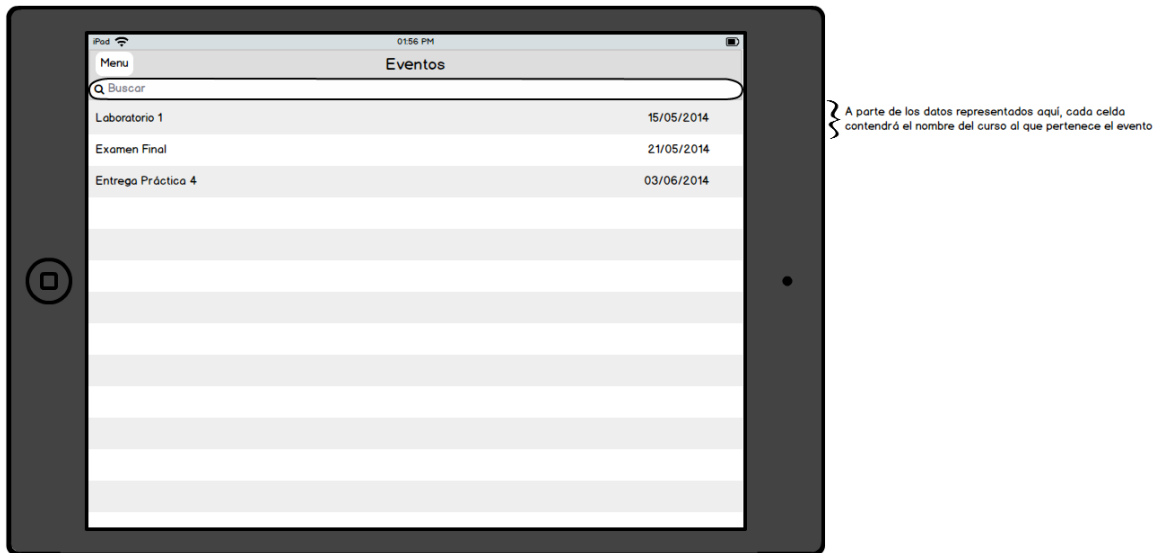 iPod 01:56 PM
Menu Eventos
Buscar
Laboratorio 1 15/05/2014
Examen Final 21/05/2014
Entrega Práctica 4 03/06/2014
A parte de los datos representados aquí, cada celda
contendrá el nombre del curso al que pertenece el evento